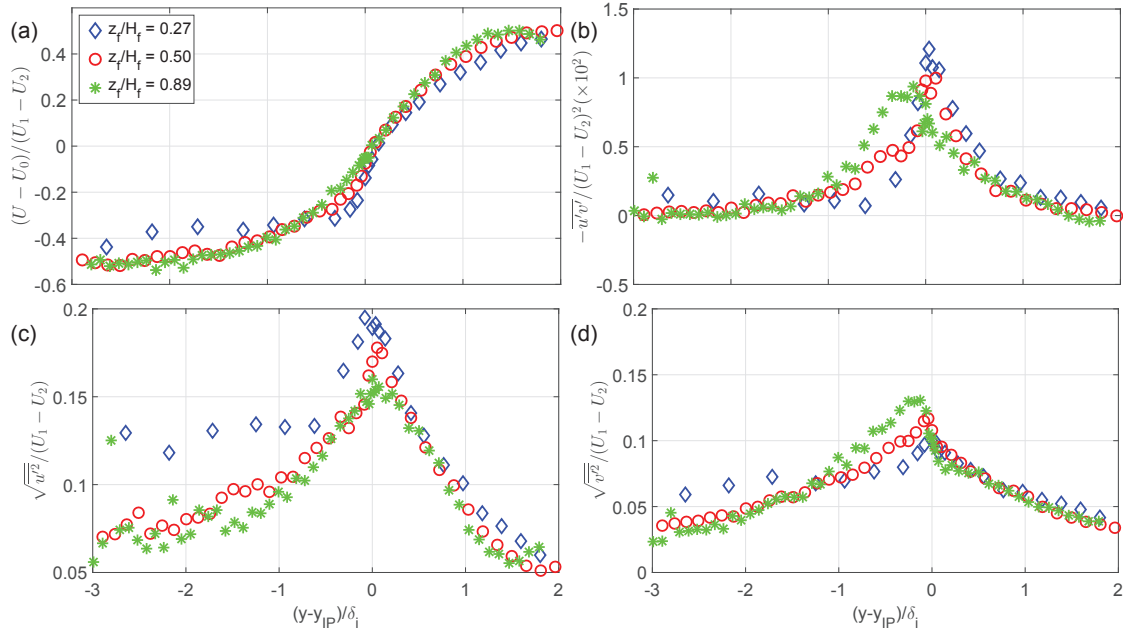 (a)
z_f/H_f = 0.27
z_f/H_f = 0.50
z_f/H_f = 0.89
0.4
0.2
0
-0.2
-0.4
-0.6
(U − U_0)/(U_1 − U_2)
(b)
1.5
1
0.5
0
-0.5
−\overline{u'v'}/(U_1 − U_2)^2 (×10^2)
(c)
0.2
0.15
0.1
0.05
√\overline{u'^2}/(U_1 − U_2)
-3
-2
-1
0
1
2
(y-y_IP)/δ_i
(d)
0.2
0.15
0.1
0.05
0
√\overline{v'^2}/(U_1 − U_2)
-3
-2
-1
0
1
2
(y-y_IP)/δ_i